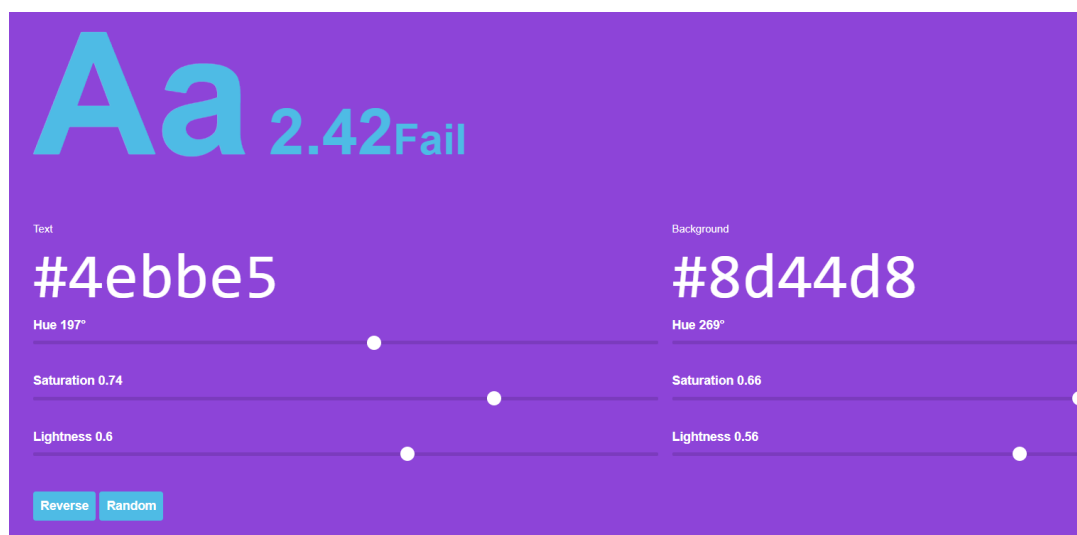 Aa 2.42Fail
Text
#4ebbe5
Hue 197°
Saturation 0.74
Lightness 0.6
Background
#8d44d8
Hue 269°
Saturation 0.66
Lightness 0.56
Reverse Random